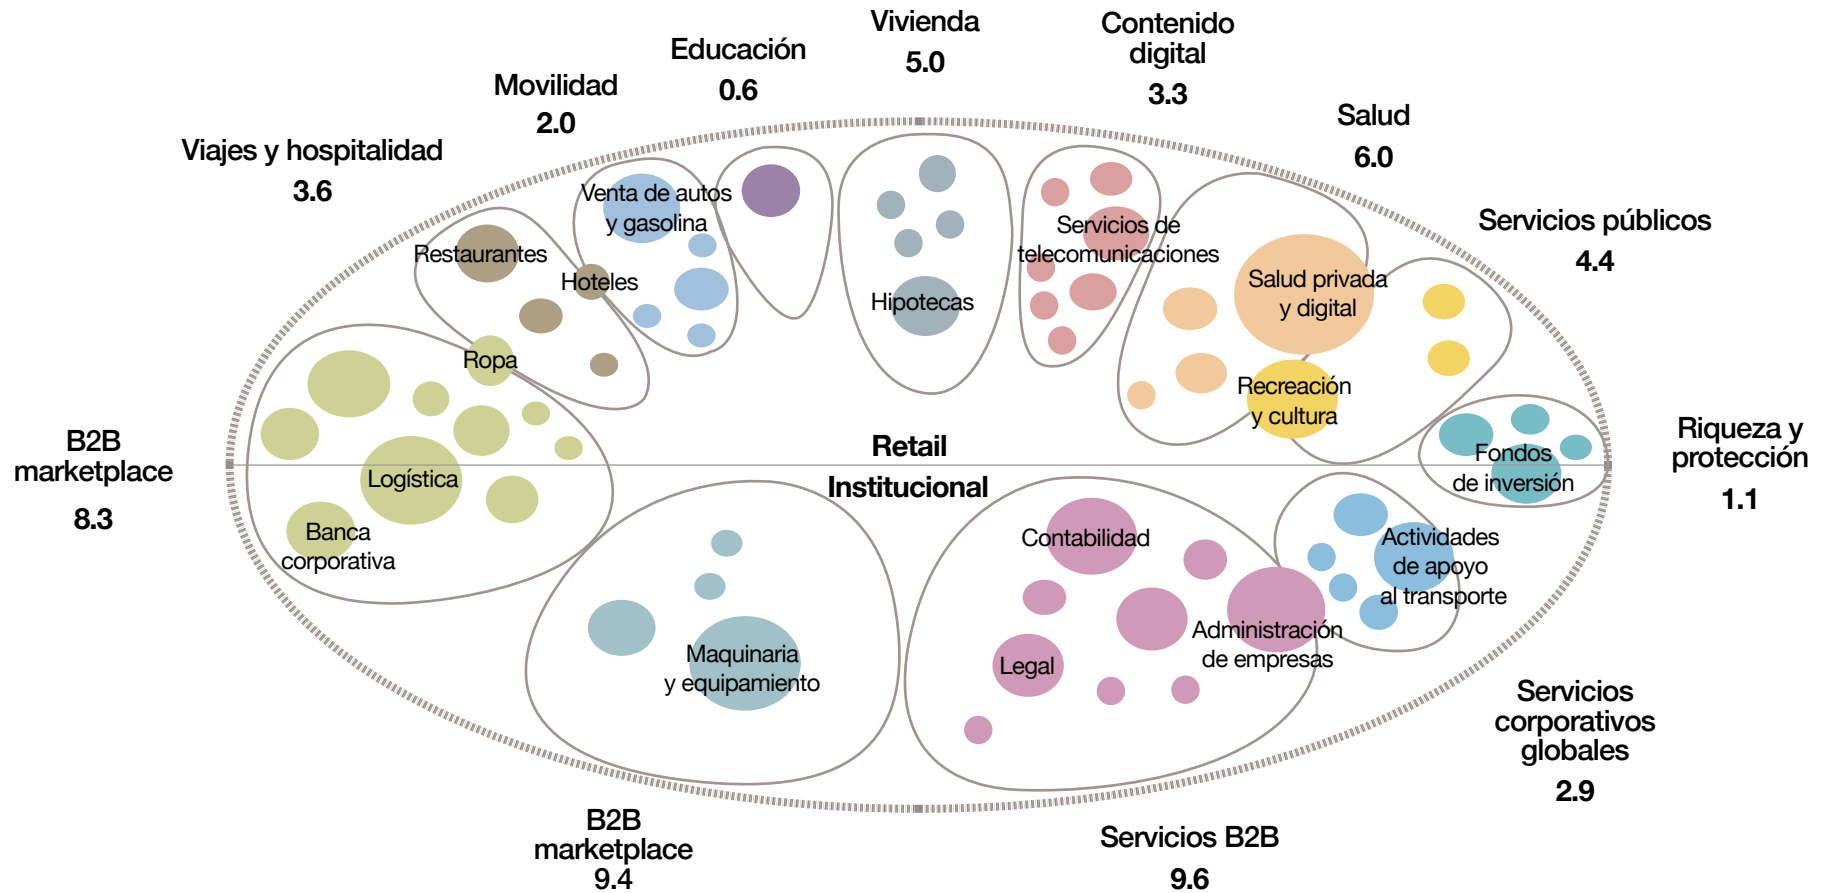 Vivienda
5.0
Contenido
digital
3.3
Educación
0.6
Movilidad
2.0
Salud
6.0
Viajes y hospitalidad
3.6
Servicios públicos
4.4
Venta de autos
y gasolina
Restaurantes
Hoteles
Servicios de
telecomunicaciones
Salud privada
y digital
Hipotecas
Ropa
Recreación
y cultura
B2B
marketplace
8.3
Retail
Institucional
Riqueza y
protección
1.1
Fondos
de inversión
Logística
Banca
corporativa
Contabilidad
Actividades
de apoyo
al transporte
Administración
de empresas
Legal
Maquinaria
y equipamiento
Servicios
corporativos
globales
2.9
B2B
marketplace
9.4
Servicios B2B
9.6